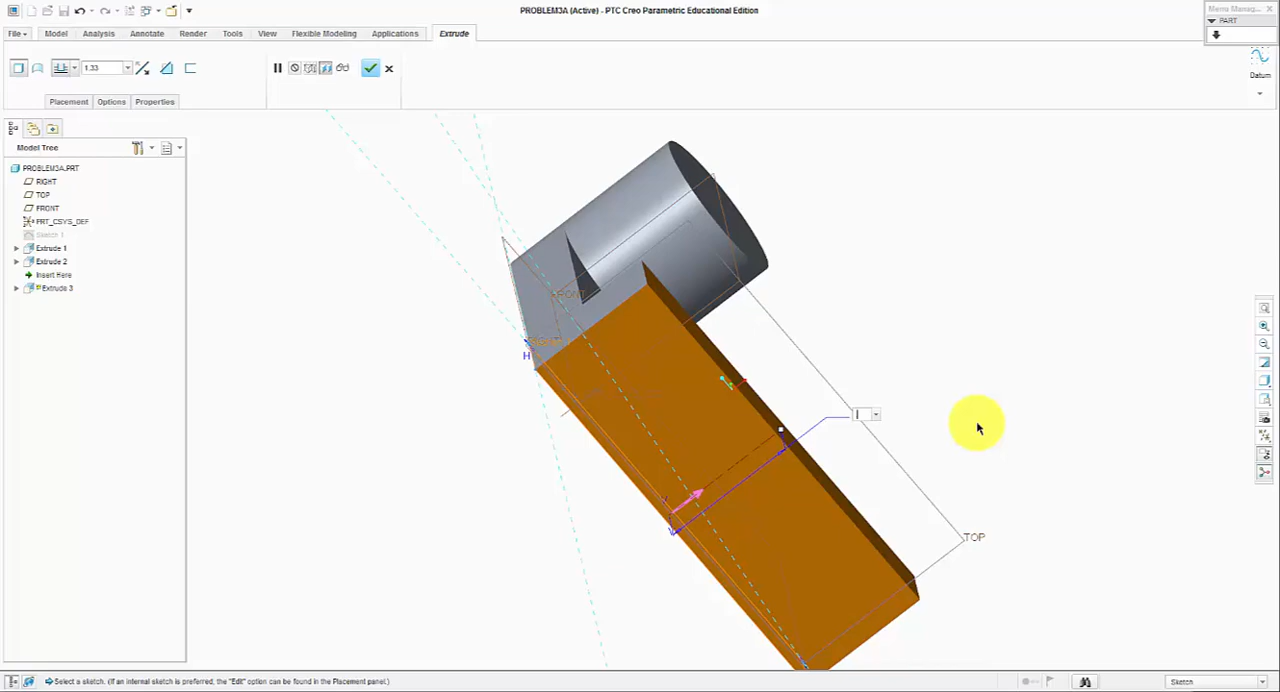 PROBLEM3A (Active) - PTC Creo Parametric Educational Edition
Menu Manag...
PART
File
Model
Analysis
Annotate
Render
Tools
View
Flexible Modeling
Applications
Extrude
1.33
Datum
Placement
Options
Properties
Model Tree
PROBLEM3A.PRT
RIGHT
TOP
FRONT
PRT_CSYS_DEF
Sketch 1
Extrude 1
Extrude 2
Insert Here
Extrude 3
FRONT
H
V
TOP
Select a sketch. (If an internal sketch is preferred, the "Edit" option can be found in the Placement panel.)
Sketch